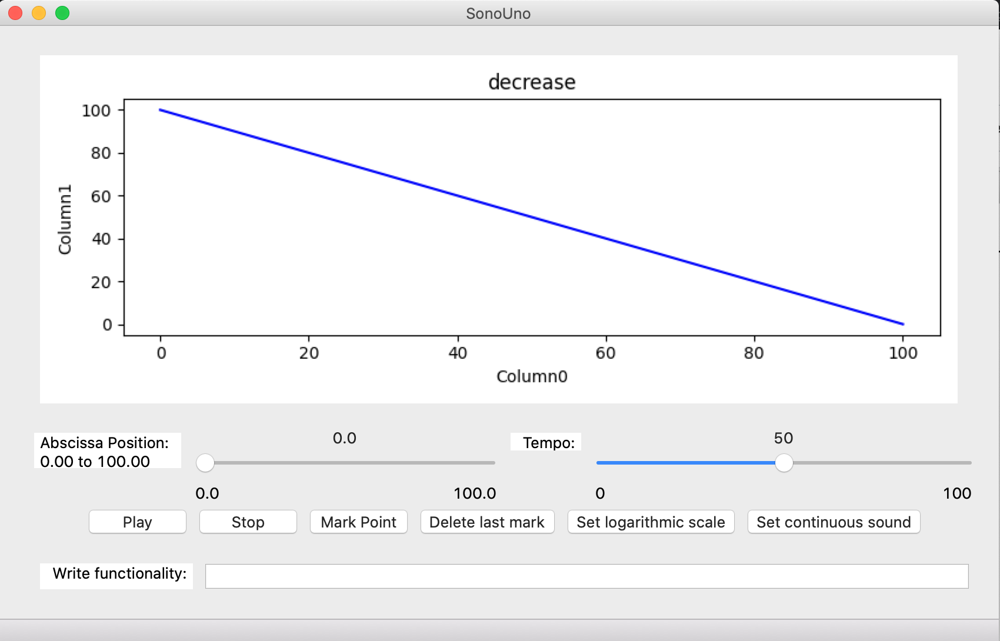 SonoUno
decrease
100
80
60
40
20
0
Column1
0 20 40 60 80 100
Column0
Abscissa Position:
0.00 to 100.00
0.0
0.0 100.0
Tempo:
50
0 100
Play Stop Mark Point Delete last mark Set logarithmic scale Set continuous sound
Write functionality: